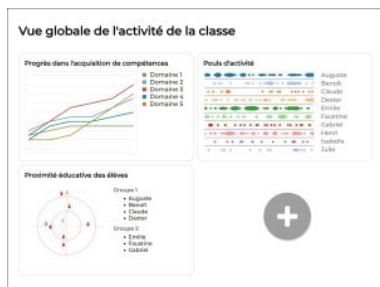 Vue globale de l'activité de la classe
Progrès dans l'acquisition de compétences
Domaine 1
Domaine 2
Domaine 3
Domaine 4
Domaine 5
Pouls d'activité
Auguste
Benoît
Claude
Dexter
Emilie
Faustine
Gabriel
Henri
Isabelle
Julie
Proximité éducative des élèves
Groupe 1
• Auguste
• Benoît
• Claude
• Dexter
Groupe 2
• Emilie
• Faustine
• Gabriel